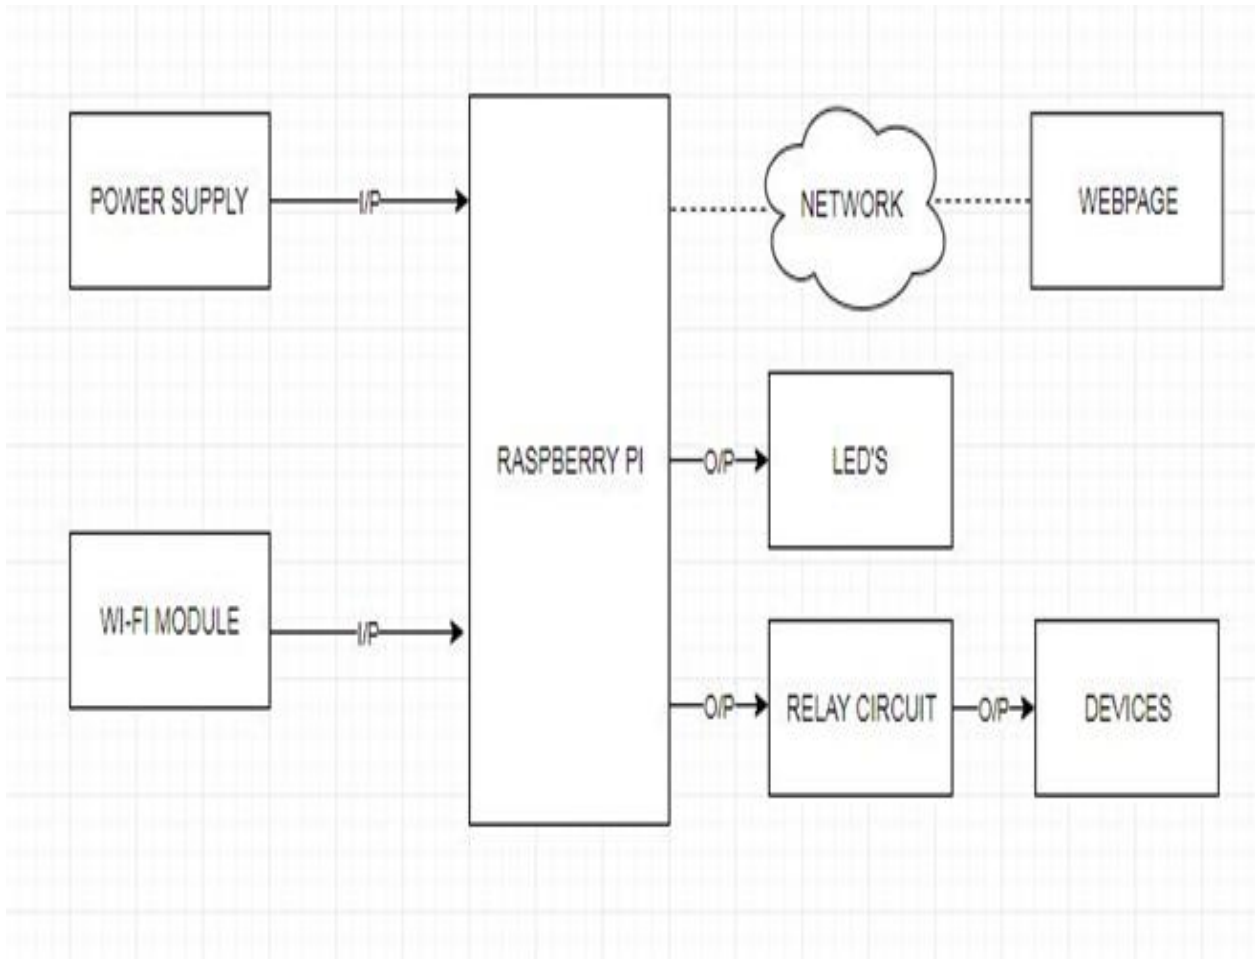 POWER SUPPLY
I/P
NETWORK
WEBPAGE
RASPBERRY PI
O/P
LED'S
WI-FI MODULE
I/P
O/P
RELAY CIRCUIT
O/P
DEVICES